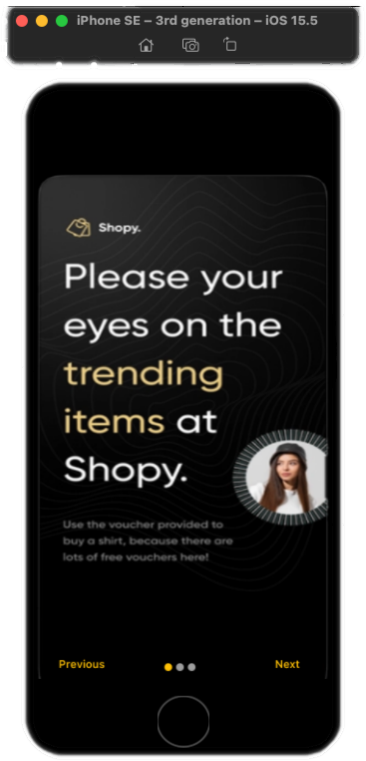 iPhone SE – 3rd generation – iOS 15.5
Shopy.
Please your
eyes on the
trending
items at
Shopy.
Use the voucher provided to
buy a shirt, because there are
lots of free vouchers here!
Previous
Next